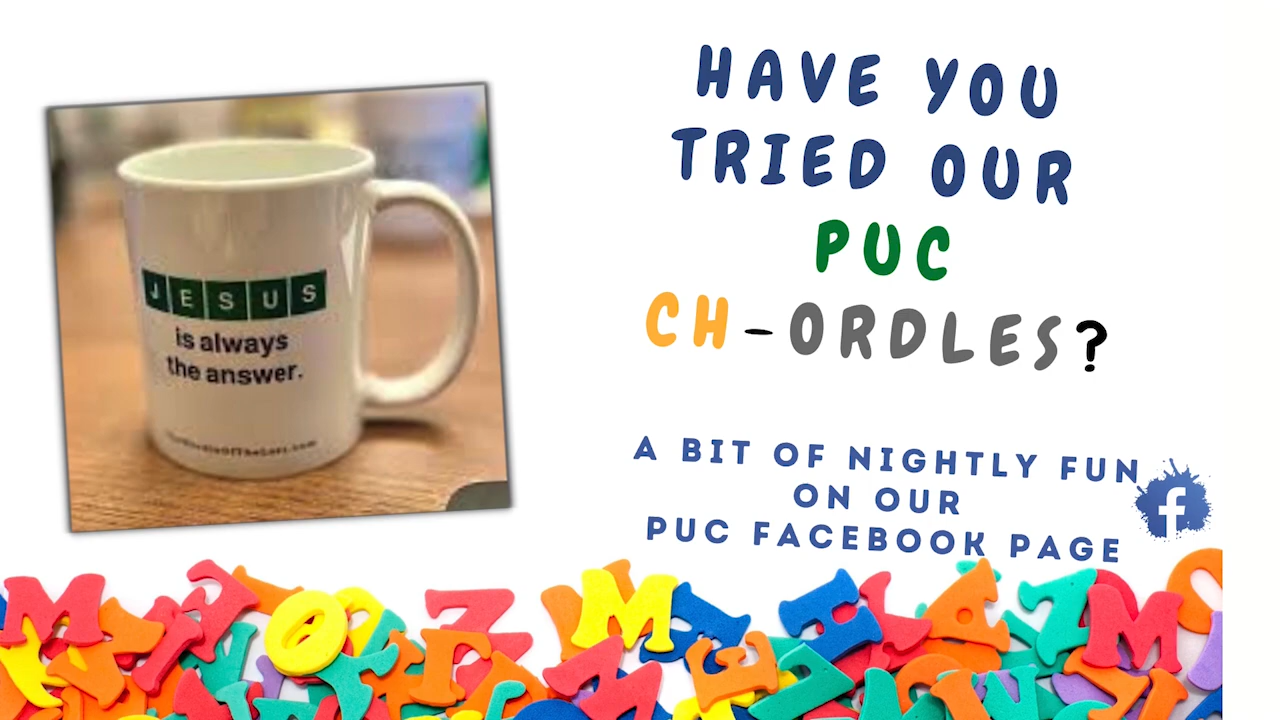 HAVE YOU
TRIED OUR
PUC
CH-ORDLES?
JESUS
is always
the answer.
A BIT OF NIGHTLY FUN
ON OUR
PUC FACEBOOK PAGE
f